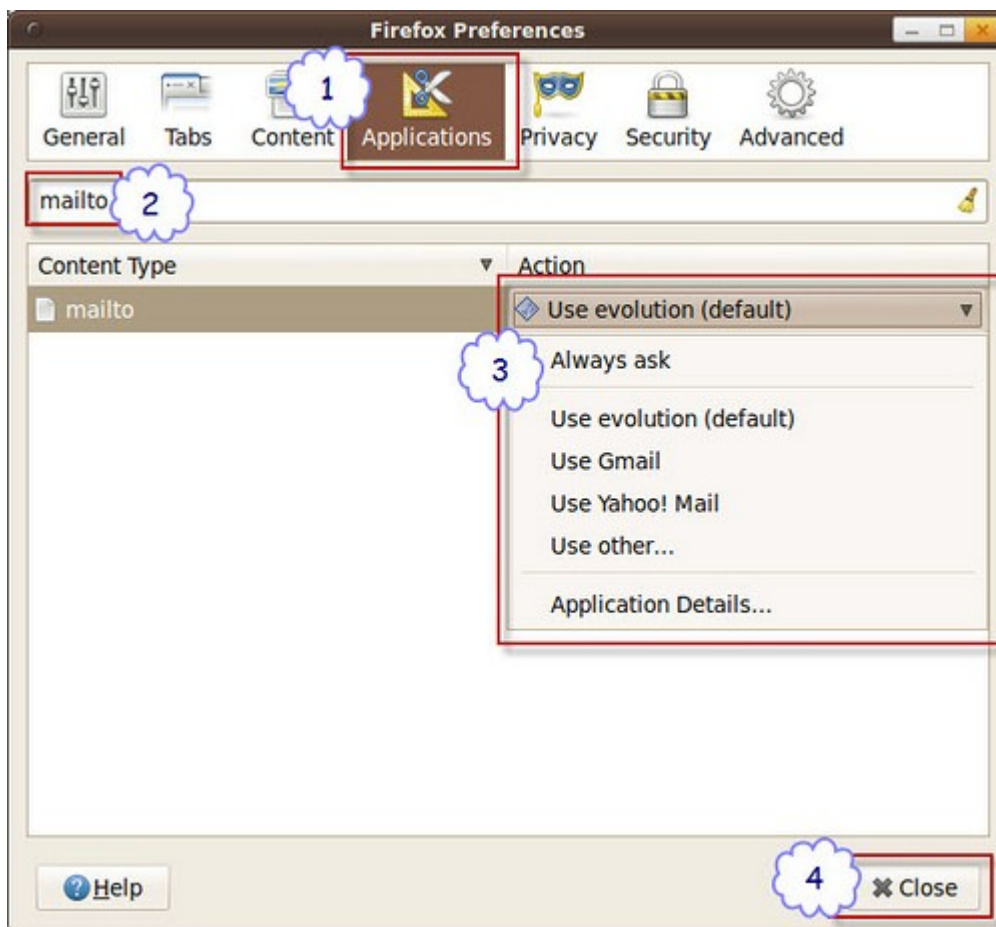 Firefox Preferences
1
General Tabs Content Applications Privacy Security Advanced
mailto 2
Content Type Action
mailto Use evolution (default)
3
Always ask
Use evolution (default)
Use Gmail
Use Yahoo! Mail
Use other...
Application Details...
Help 4 Close